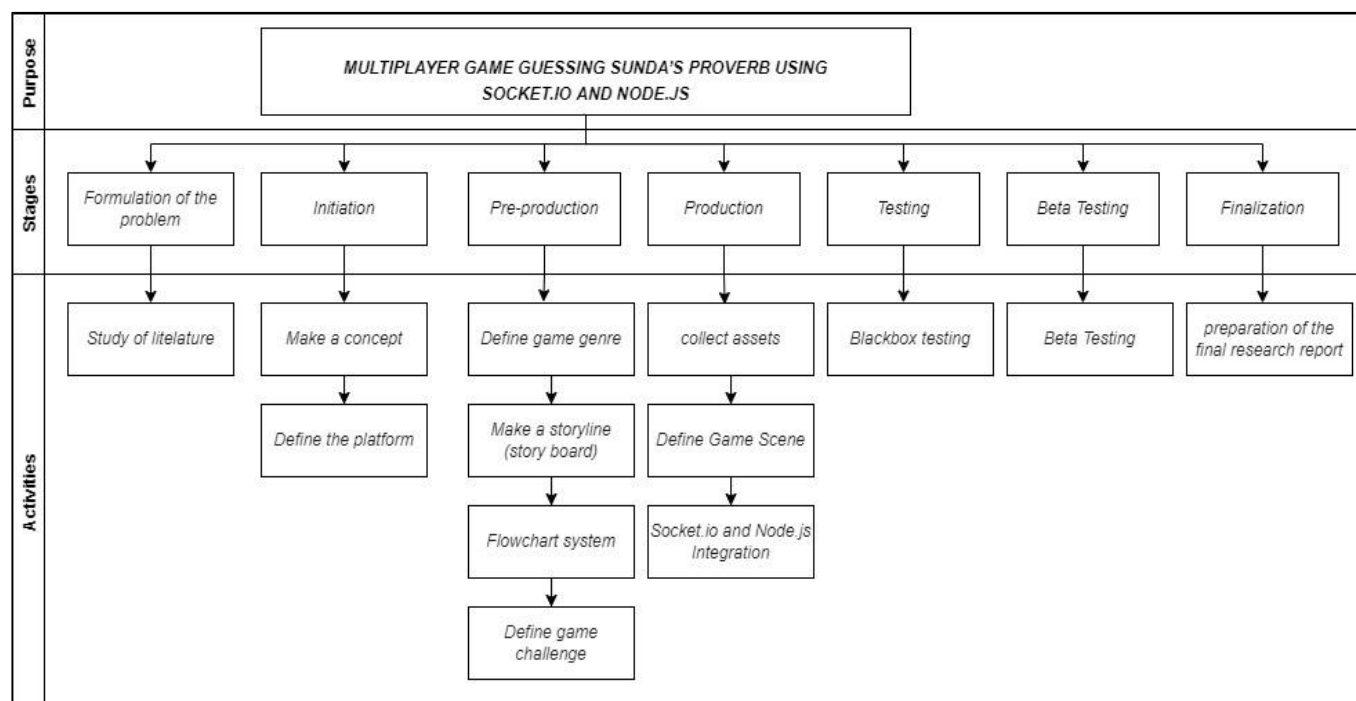 Purpose
MULTIPLAYER GAME GUESSING SUNDA'S PROVERB USING
SOCKET.IO AND NODE.JS
Stages
Formulation of the
problem
Initiation
Pre-production
Production
Testing
Beta Testing
Finalization
Activities
Study of litelature
Make a concept
Define game genre
collect assets
Blackbox testing
Beta Testing
preparation of the
final research report
Define the platform
Make a storyline
(story board)
Define Game Scene
Flowchart system
Socket.io and Node.js
Integration
Define game
challenge